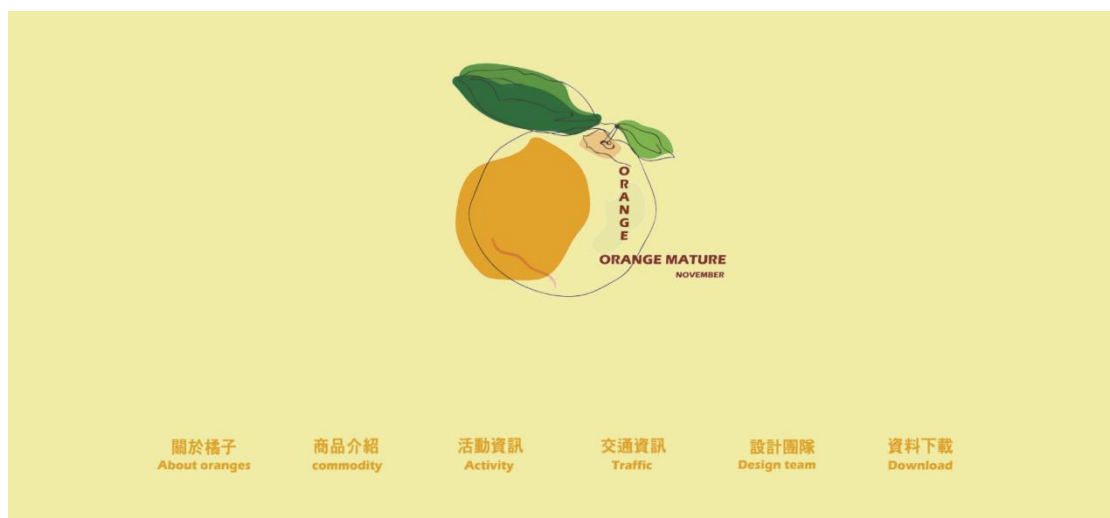 ORANGE
ORANGE MATURE
NOVEMBER
關於橘子
About oranges
商品介紹
commodity
活動資訊
Activity
交通資訊
Traffic
設計團隊
Design team
資料下載
Download